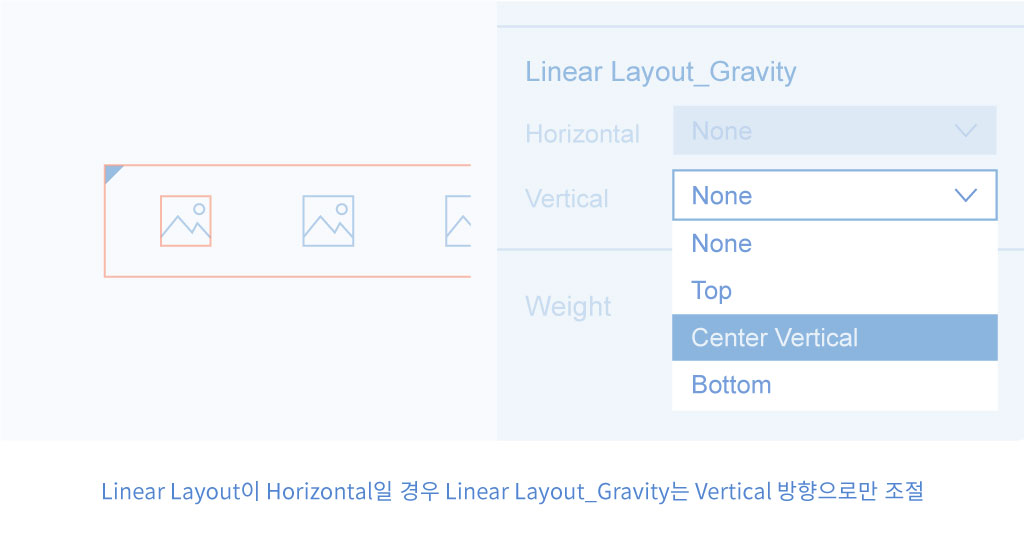 Linear Layout_Gravity
Horizontal None
Vertical None
None
Top
Weight
Center Vertical
Bottom
Linear Layout이 Horizontal일 경우 Linear Layout_Gravity는 Vertical 방향으로만 조절